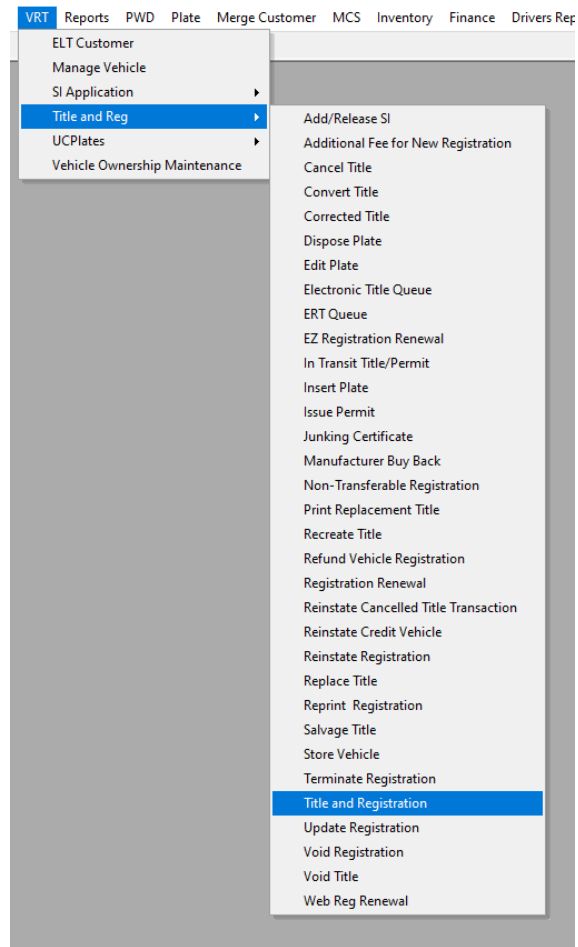 VRT Reports PWD Plate Merge Customer MCS Inventory Finance Drivers Rep
ELT Customer
Manage Vehicle
SI Application
Title and Reg
UCPlates
Vehicle Ownership Maintenance
Add/Release SI
Additional Fee for New Registration
Cancel Title
Convert Title
Corrected Title
Dispose Plate
Edit Plate
Electronic Title Queue
ERT Queue
EZ Registration Renewal
In Transit Title/Permit
Insert Plate
Issue Permit
Junking Certificate
Manufacturer Buy Back
Non-Transferable Registration
Print Replacement Title
Recreate Title
Refund Vehicle Registration
Registration Renewal
Reinstate Cancelled Title Transaction
Reinstate Credit Vehicle
Reinstate Registration
Replace Title
Reprint  Registration
Salvage Title
Store Vehicle
Terminate Registration
Title and Registration
Update Registration
Void Registration
Void Title
Web Reg Renewal